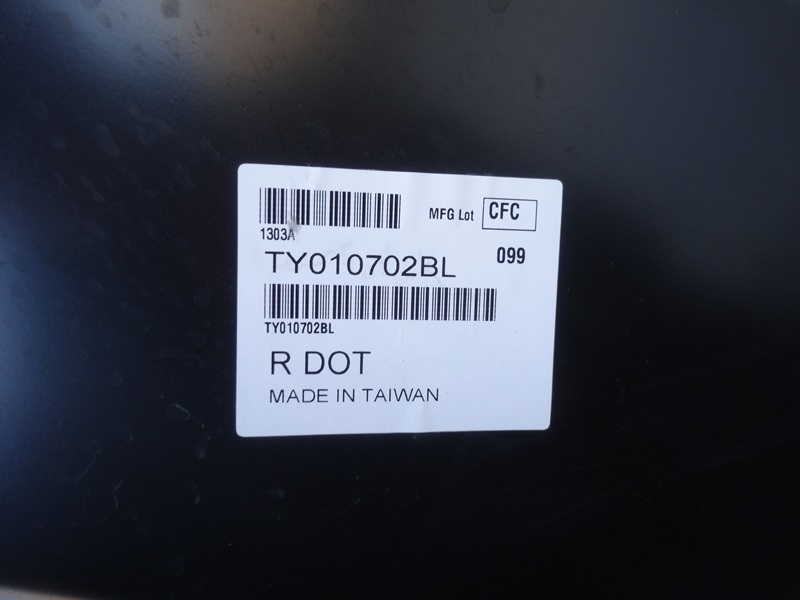 MFG Lot CFC
1303A
TY010702BL 099
TY010702BL
R DOT
MADE IN TAIWAN